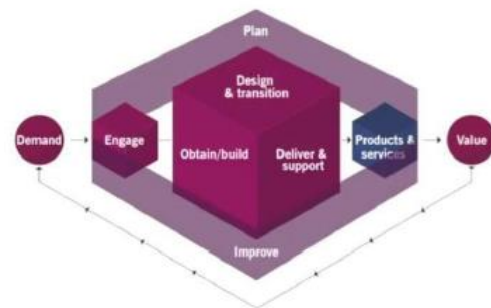 Plan
Design
& transition
Demand
Engage
Obtain/build
Deliver &
support
Products &
services
Value
Improve